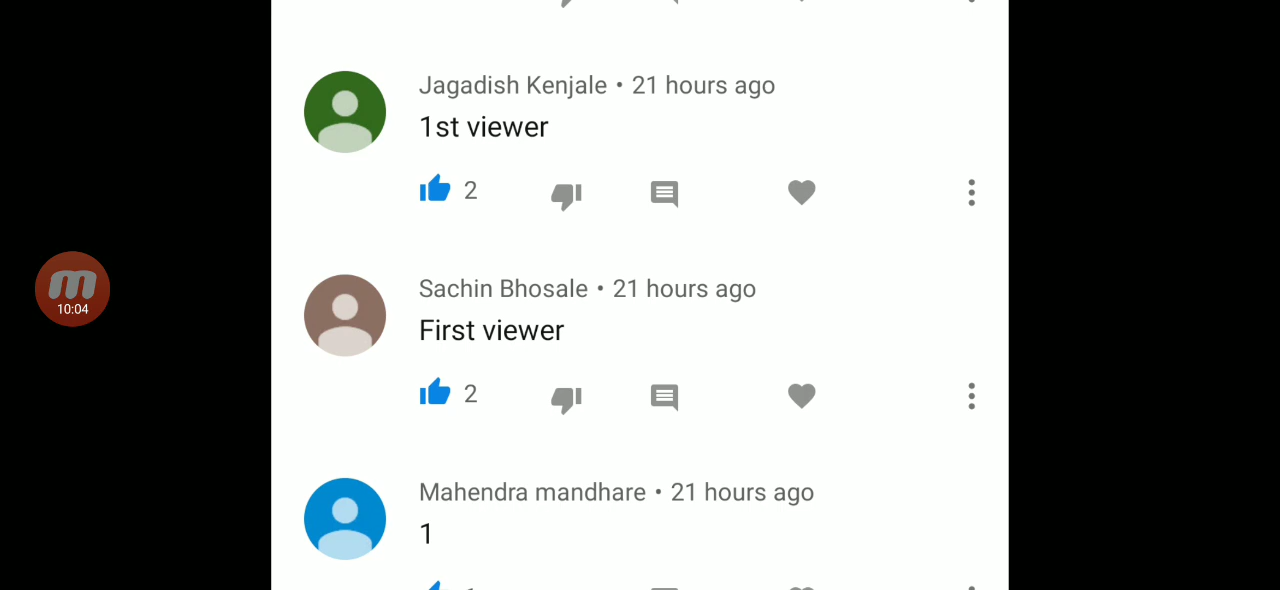 Jagadish Kenjale • 21 hours ago
1st viewer
2
Sachin Bhosale • 21 hours ago
First viewer
2
10:04
Mahendra mandhare • 21 hours ago
1